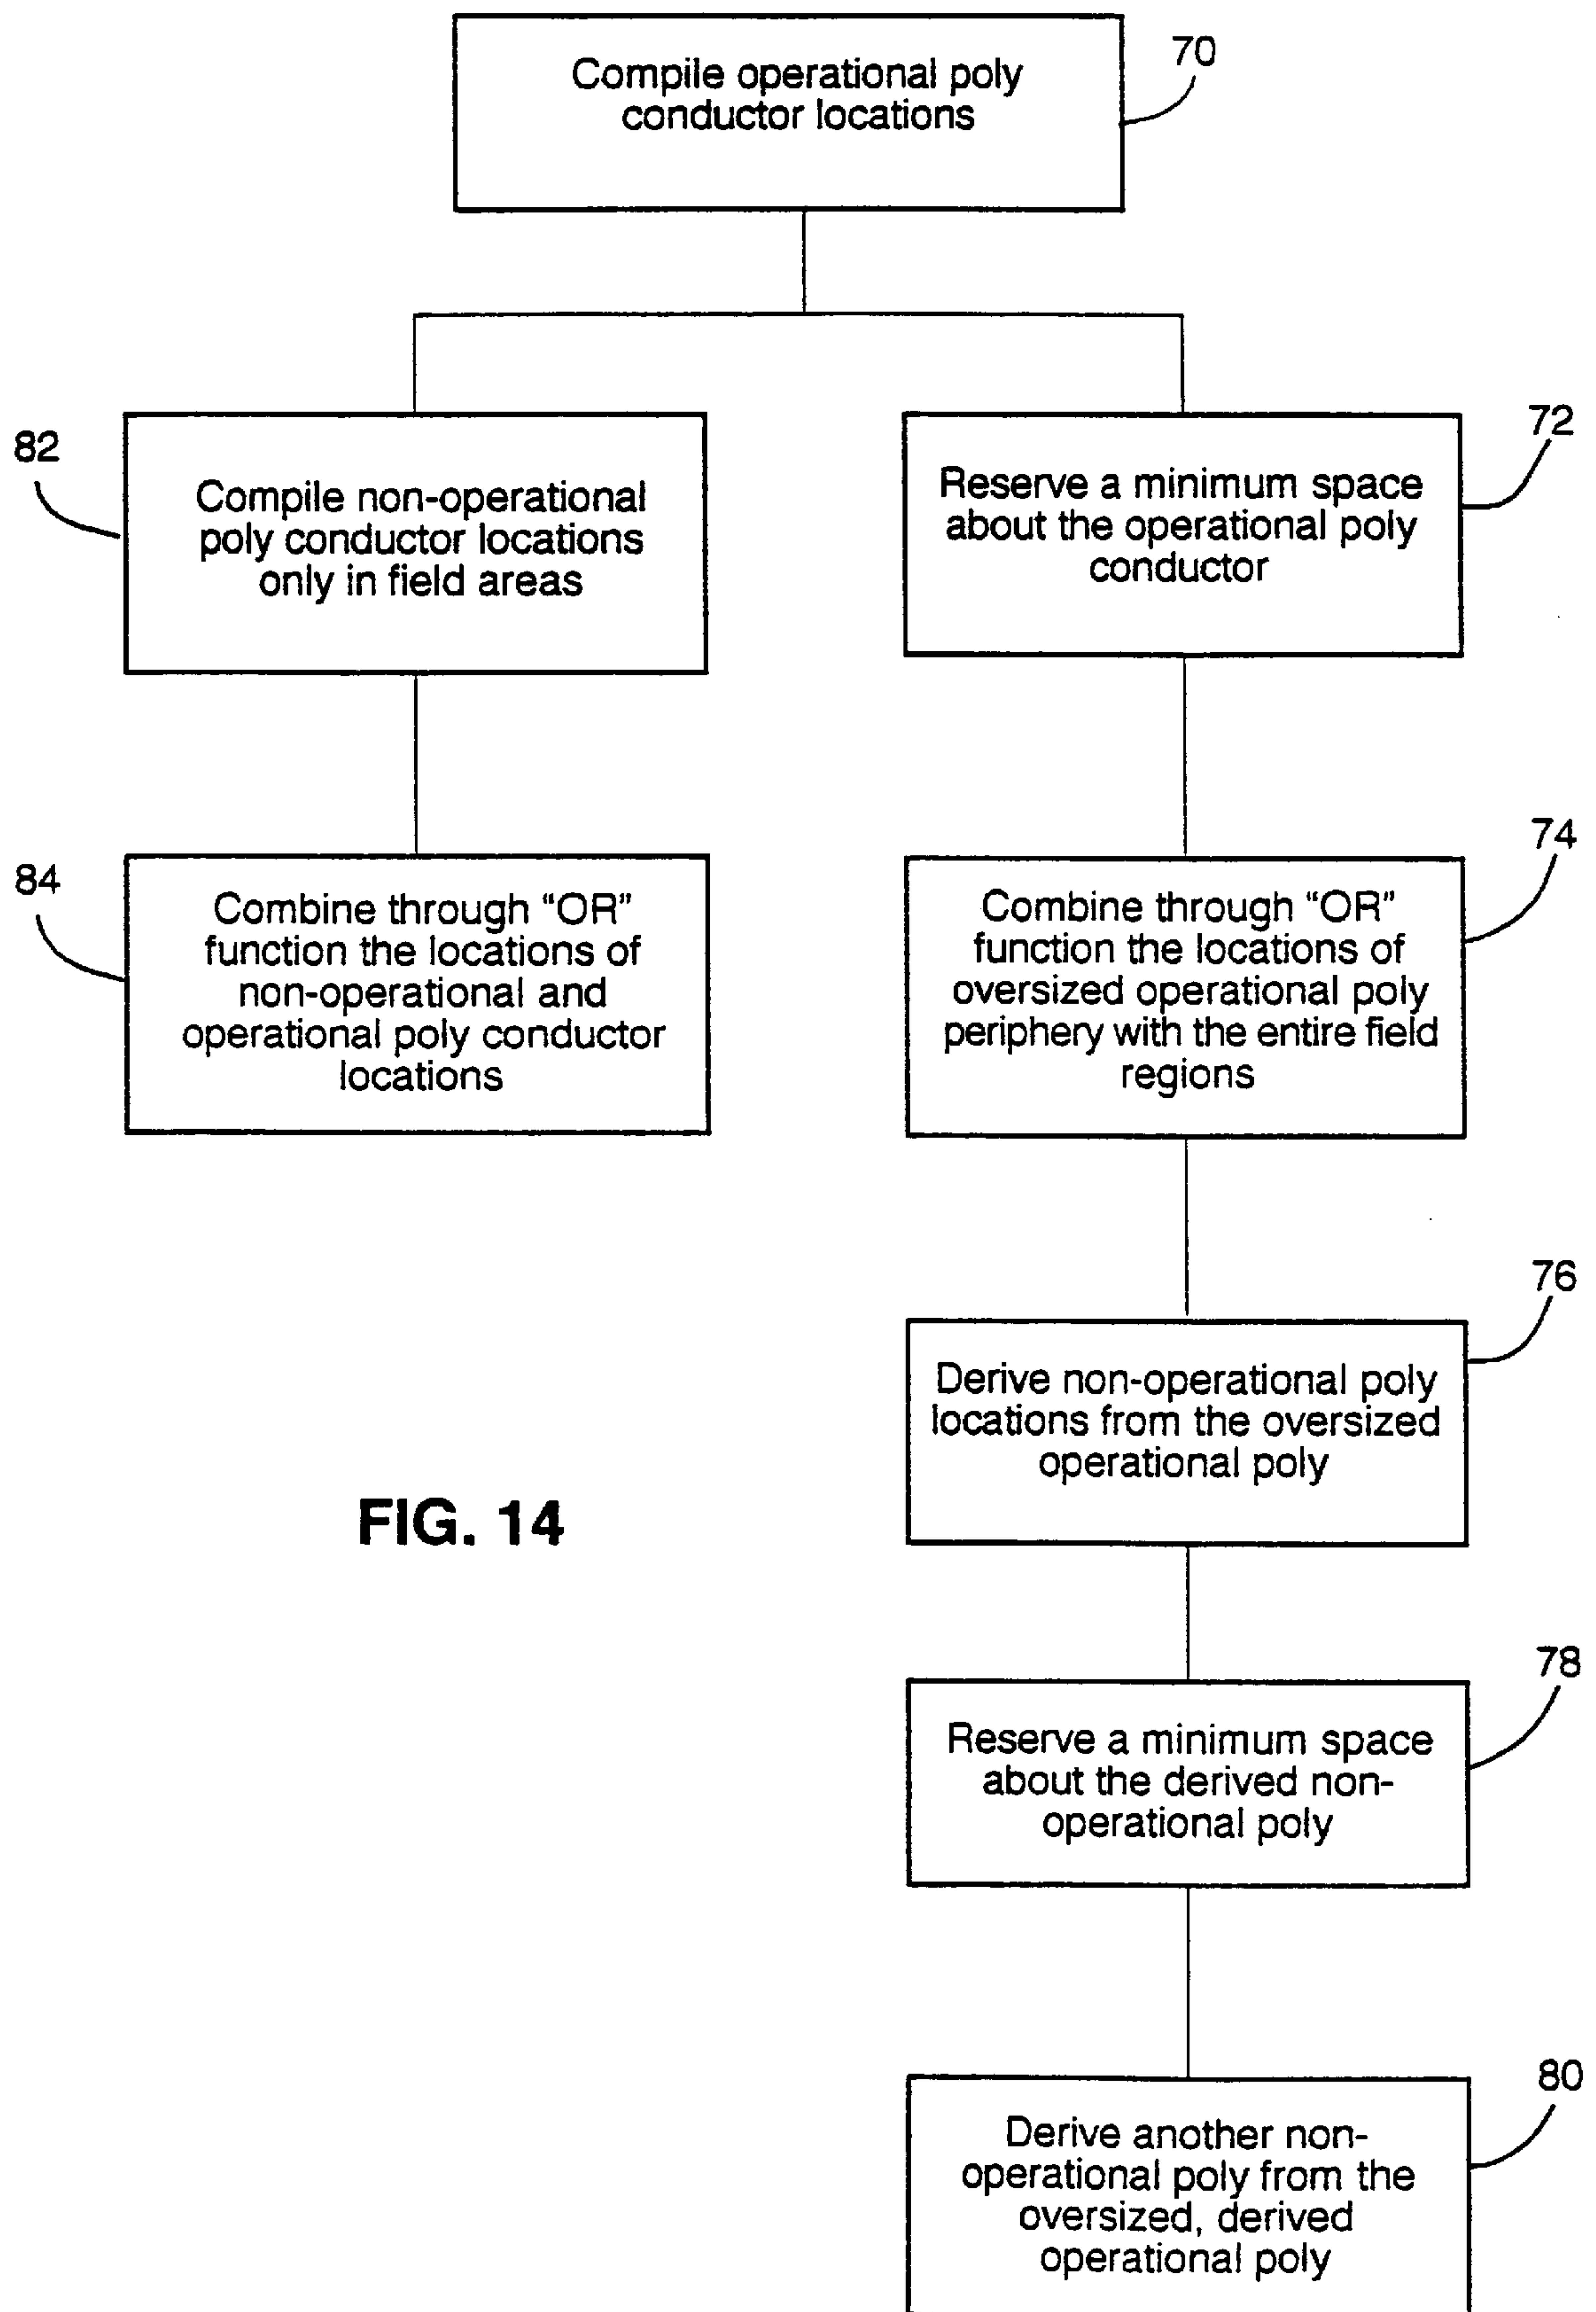 Compile operational poly
conductor locations
70
82
Compile non-operational
poly conductor locations
only in field areas
72
Reserve a minimum space
about the operational poly
conductor
84
Combine through “OR”
function the locations of
non-operational and
operational poly conductor
locations
74
Combine through “OR”
function the locations of
oversized operational poly
periphery with the entire field
regions
76
Derive non-operational poly
locations from the oversized
operational poly
FIG. 14
78
Reserve a minimum space
about the derived non-
operational poly
80
Derive another non-
operational poly from the
oversized, derived
operational poly